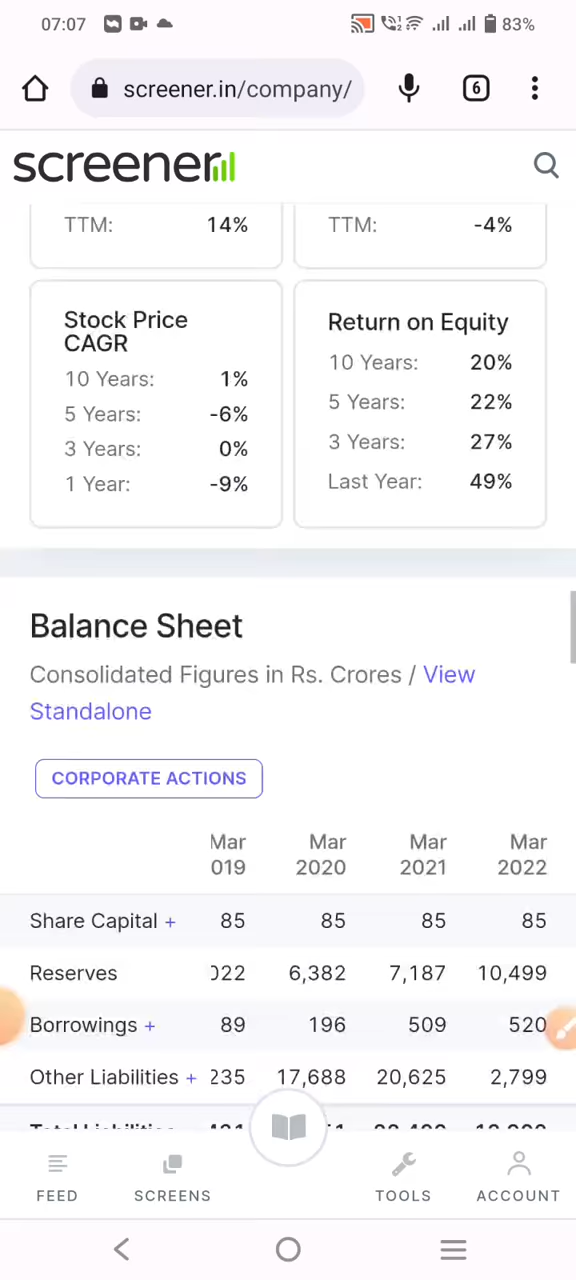 07:07 83%
screener.in/company/ 6
screener
TTM: 14% TTM: -4%
Stock Price
CAGR
10 Years: 1%
5 Years: -6%
3 Years: 0%
1 Year: -9%
Return on Equity
10 Years: 20%
5 Years: 22%
3 Years: 27%
Last Year: 49%
Balance Sheet
Consolidated Figures in Rs. Crores / View
Standalone
CORPORATE ACTIONS
Mar Mar Mar Mar
019 2020 2021 2022
Share Capital + 85 85 85 85
Reserves 022 6,382 7,187 10,499
Borrowings + 89 196 509 520
Other Liabilities + 235 17,688 20,625 2,799
FEED SCREENS TOOLS ACCOUNT